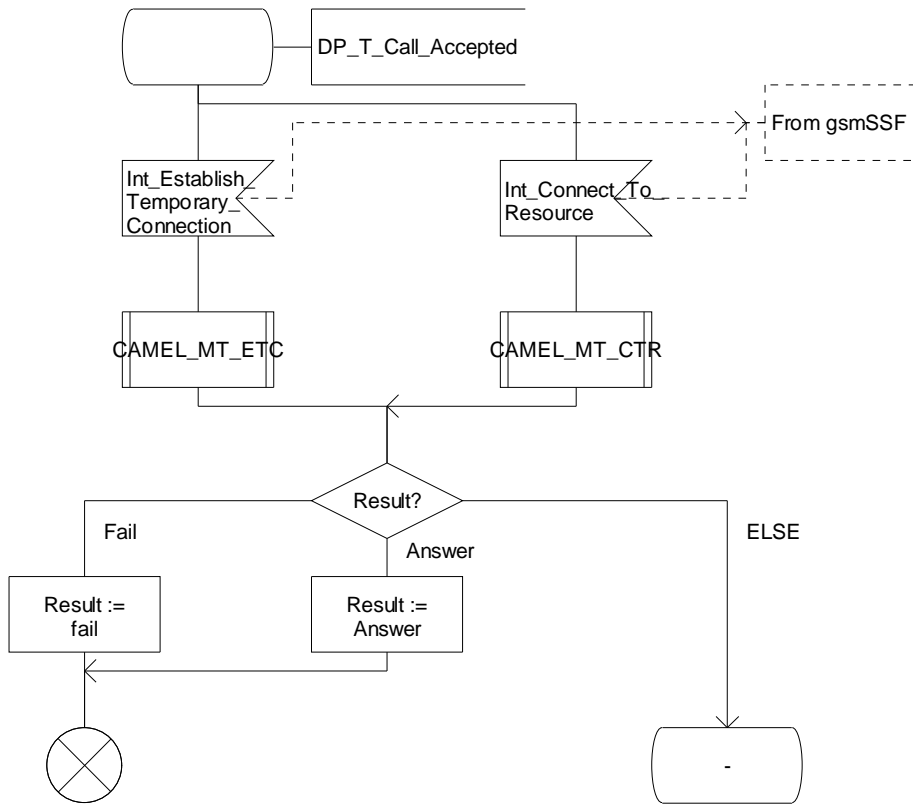 DP_T_Call_Accepted
From gsmSSF
Int_Establish_
Temporary_
Connection
Int_Connect_To_
Resource
CAMEL_MT_ETC
CAMEL_MT_CTR
Result?
Fail
Answer
ELSE
Result :=
fail
Result :=
Answer
-